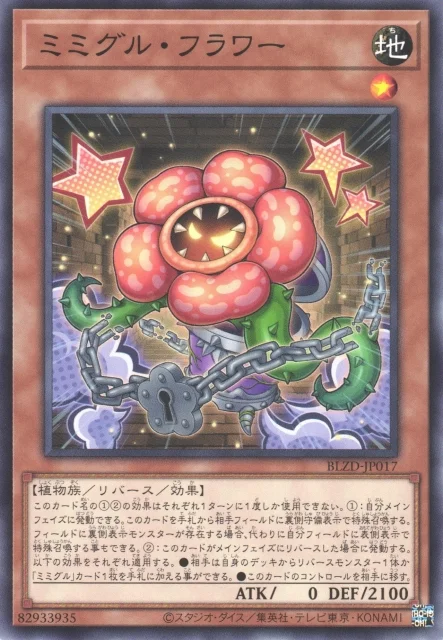 ミミグル・フラワー
地
BLZD-JP017
【植物族／リバース／効果】
このカード名の①②の効果はそれぞれ1ターンに1度しか使用できない。①:自分メイン
フェイズに発動できる。このカードを手札から相手フィールドに裏側守備表示で特殊召喚する。
フィールドに裏側表示モンスターが存在する場合、代わりに自分フィールドに表側表示で
特殊召喚する事もできる。②:このカードがメインフェイズにリバースした場合に発動する。
以下の効果をそれぞれ適用する。●相手は自身のデッキからリバースモンスター1体か
「ミミグル」カード1枚を手札に加える事ができる。●このカードのコントロールを相手に移す。
ATK/ 0 DEF/2100
82933935 ©スタジオ・ダイス/集英社・テレビ東京・KONAMI